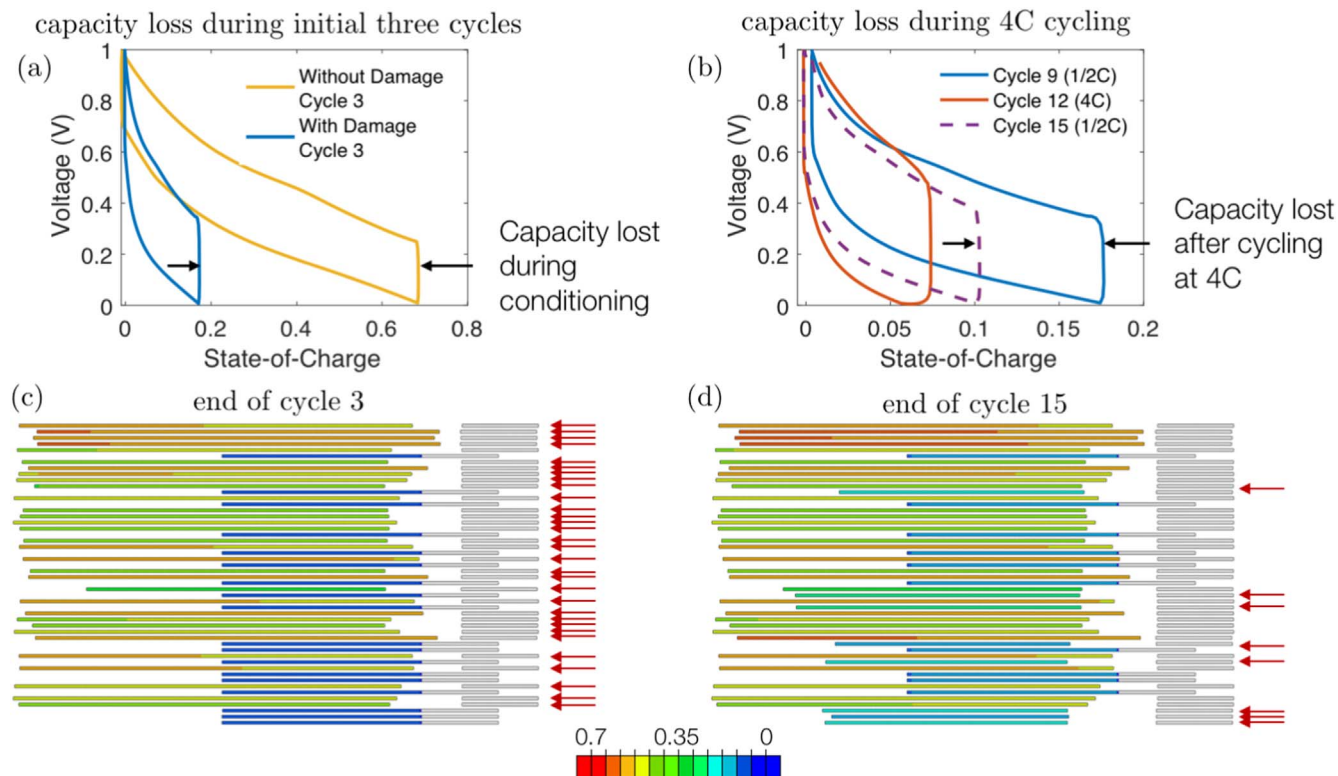 capacity loss during initial three cycles
(a)
1
0.8
0.6
0.4
0.2
0
Voltage (V)
Without Damage
Cycle 3
With Damage
Cycle 3
Capacity lost
during
conditioning
0
0.2
0.4
0.6
0.8
State-of-Charge
capacity loss during 4C cycling
(b)
1
0.8
0.6
0.4
0.2
0
Voltage (V)
Cycle 9 (1/2C)
Cycle 12 (4C)
Cycle 15 (1/2C)
Capacity lost
after cycling
at 4C
0
0.05
0.1
0.15
0.2
State-of-Charge
(c)
end of cycle 3
(d)
end of cycle 15
0.7
0.35
0